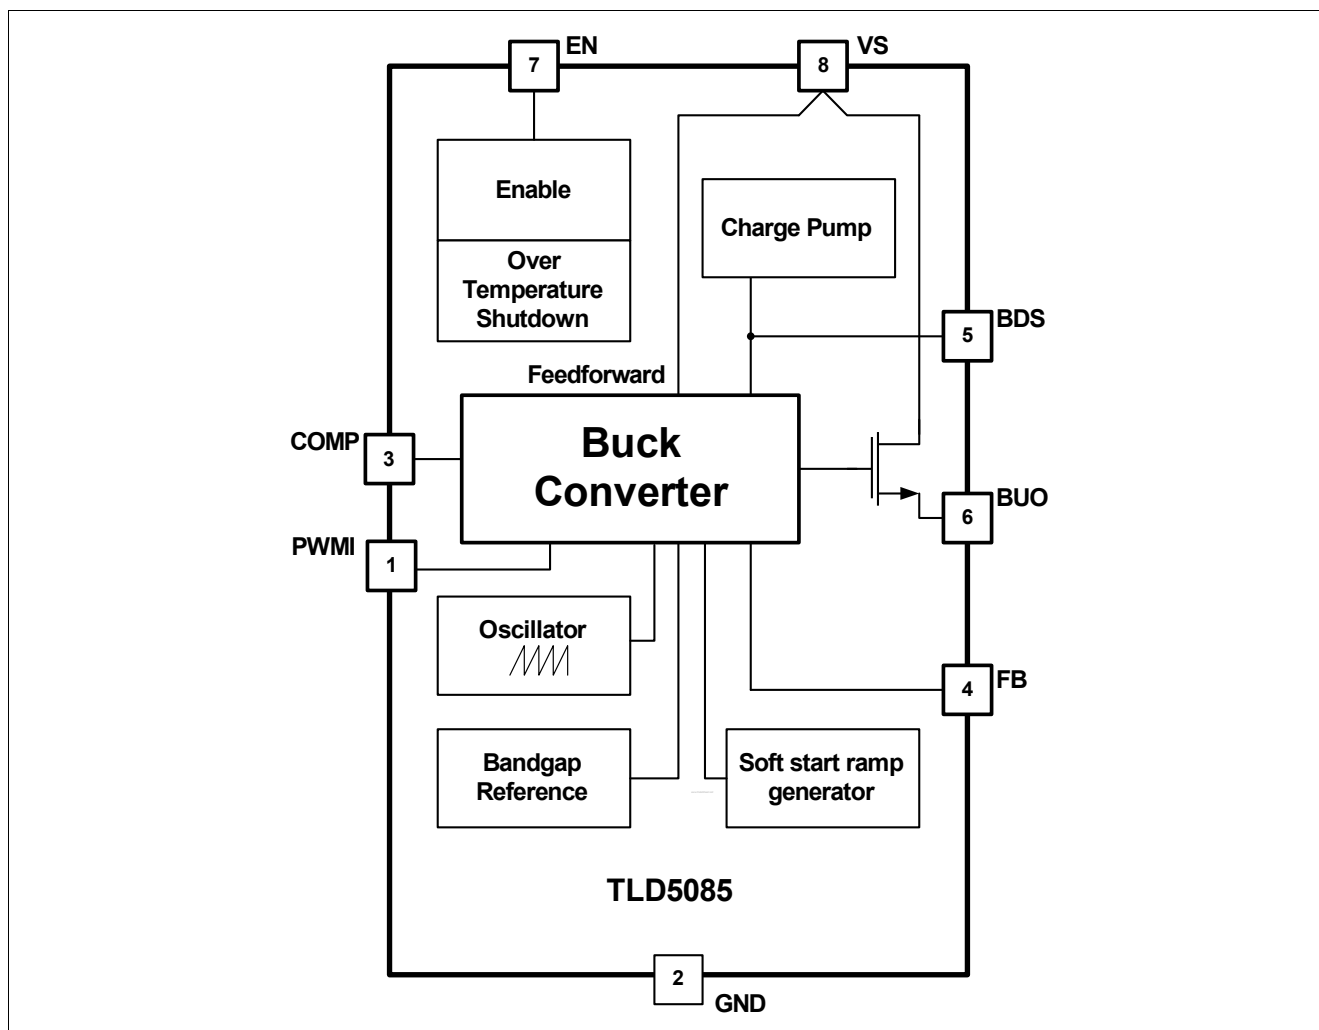 EN
7
VS
8
Enable
Over
Temperature
Shutdown
Charge Pump
BDS
5
Feedforward
COMP
3
Buck
Converter
BUO
6
PWMI
1
Oscillator
FB
4
Bandgap
Reference
Soft start ramp
generator
TLD5085
2
GND